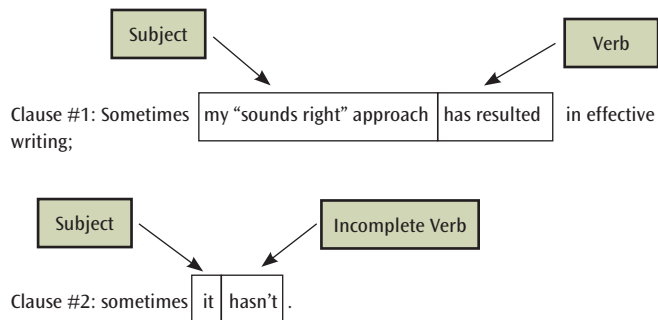 Subject
Verb
Clause #1: Sometimes my “sounds right” approach has resulted in effective
writing;
Subject
Incomplete Verb
Clause #2: sometimes it hasn’t .